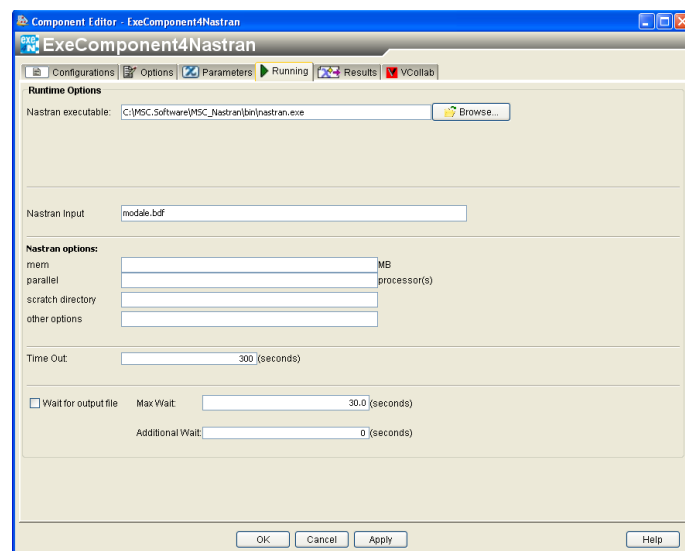 Component Editor - ExeComponent4Nastran
exe N ExeComponent4Nastran
Configurations Options Parameters Running Results VCollab
Runtime Options
Nastran executable: C:\MSC.Software\MSC_Nastran\bin\nastran.exe Browse...
Nastran Input modale.bdf
Nastran options:
mem MB
parallel processor(s)
scratch directory
other options
Time Out: 300 (seconds)
Wait for output file Max Wait: 30.0 (seconds)
Additional Wait: 0 (seconds)
OK Cancel Apply Help